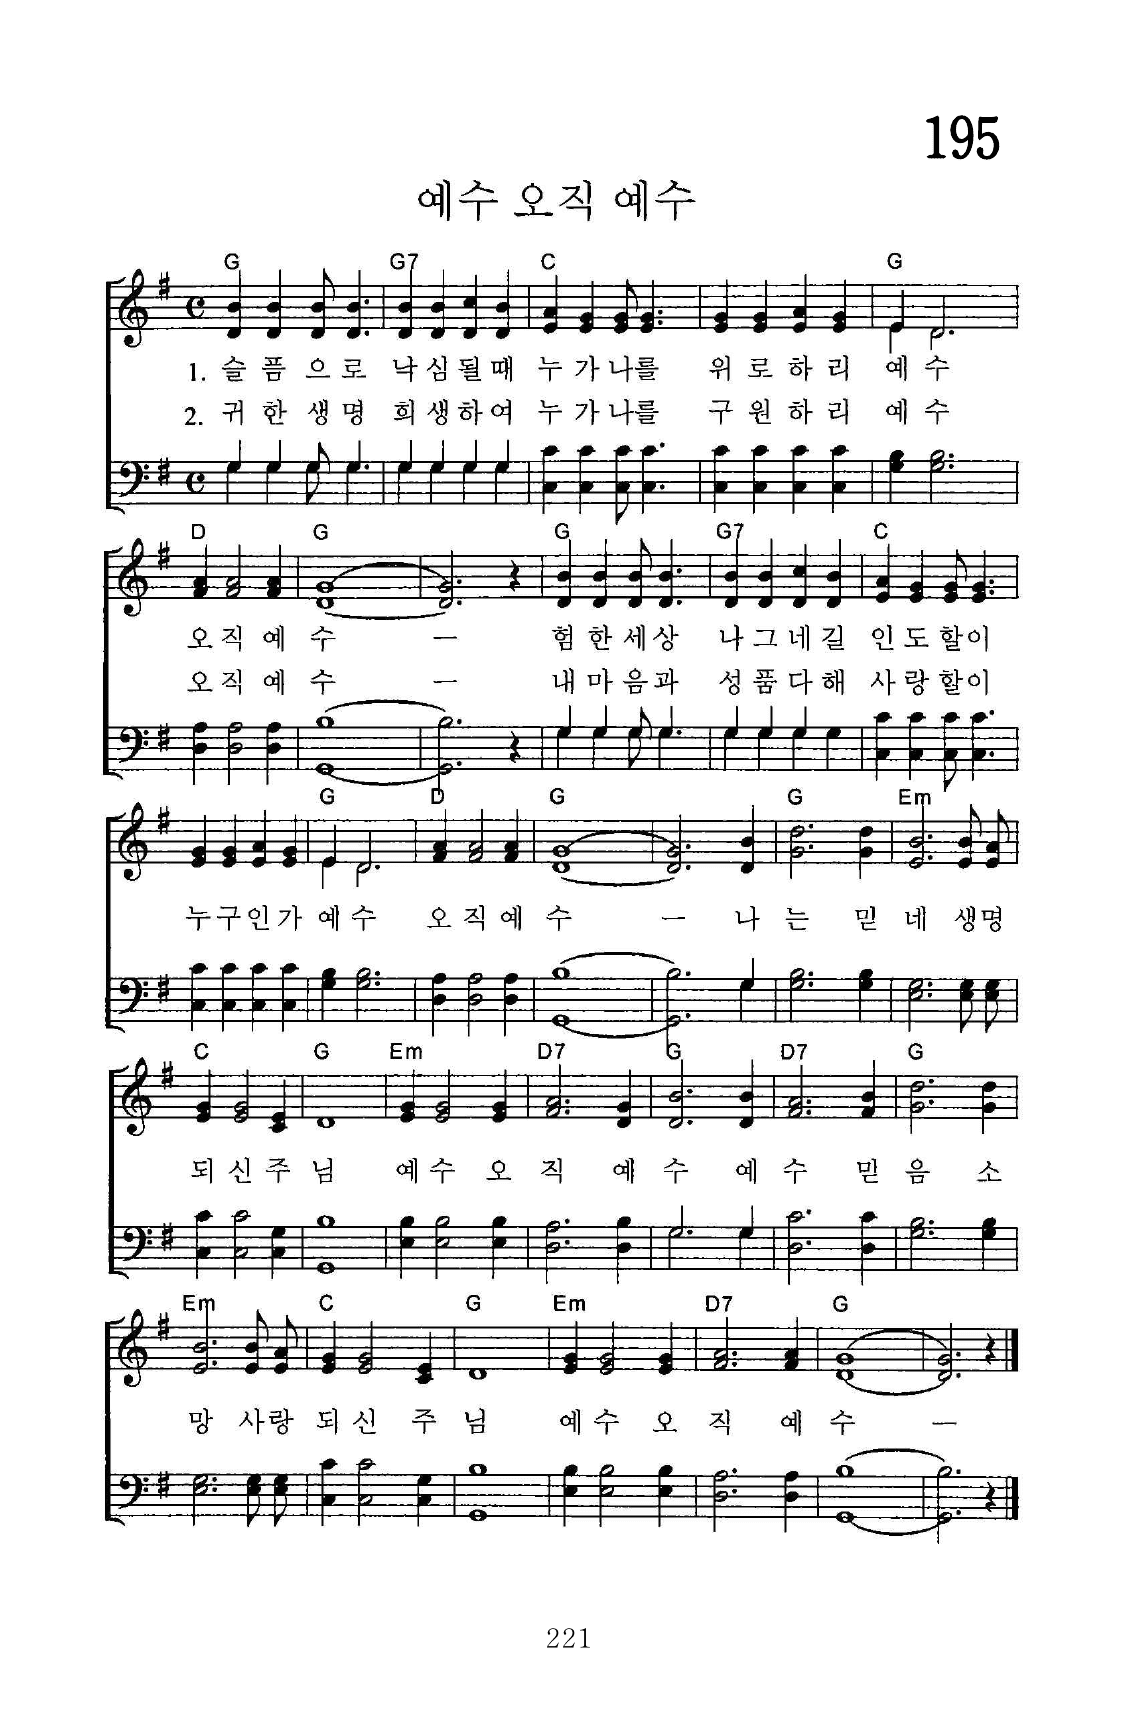 195
예수 오직 예수
G G7 C G
1. 슬 픔 으 로 낙 심 될 때 누 가 나 를 위 로 하 리 예 수
2. 귀 한 생 명 희 생 하 여 누 가 나 를 구 원 하 리 예 수
D G G G7 C
오 직 예 수 ー 험 한 세 상 나 그 네 길 인 도 할 이
오 직 예 수 ー 내 마 음 과 성 품 다 해 사 랑 할 이
G D G G Em
누 구 인 가 예 수 오 직 예 수 ー 나 는 믿 네 생 명
C G Em D7 G D7 G
되 신 주 님 예 수 오 직 예 수 예 수 믿 음 소
Em C G Em D7 G
망 사 랑 되 신 주 님 예 수 오 직 예 수 ー
221